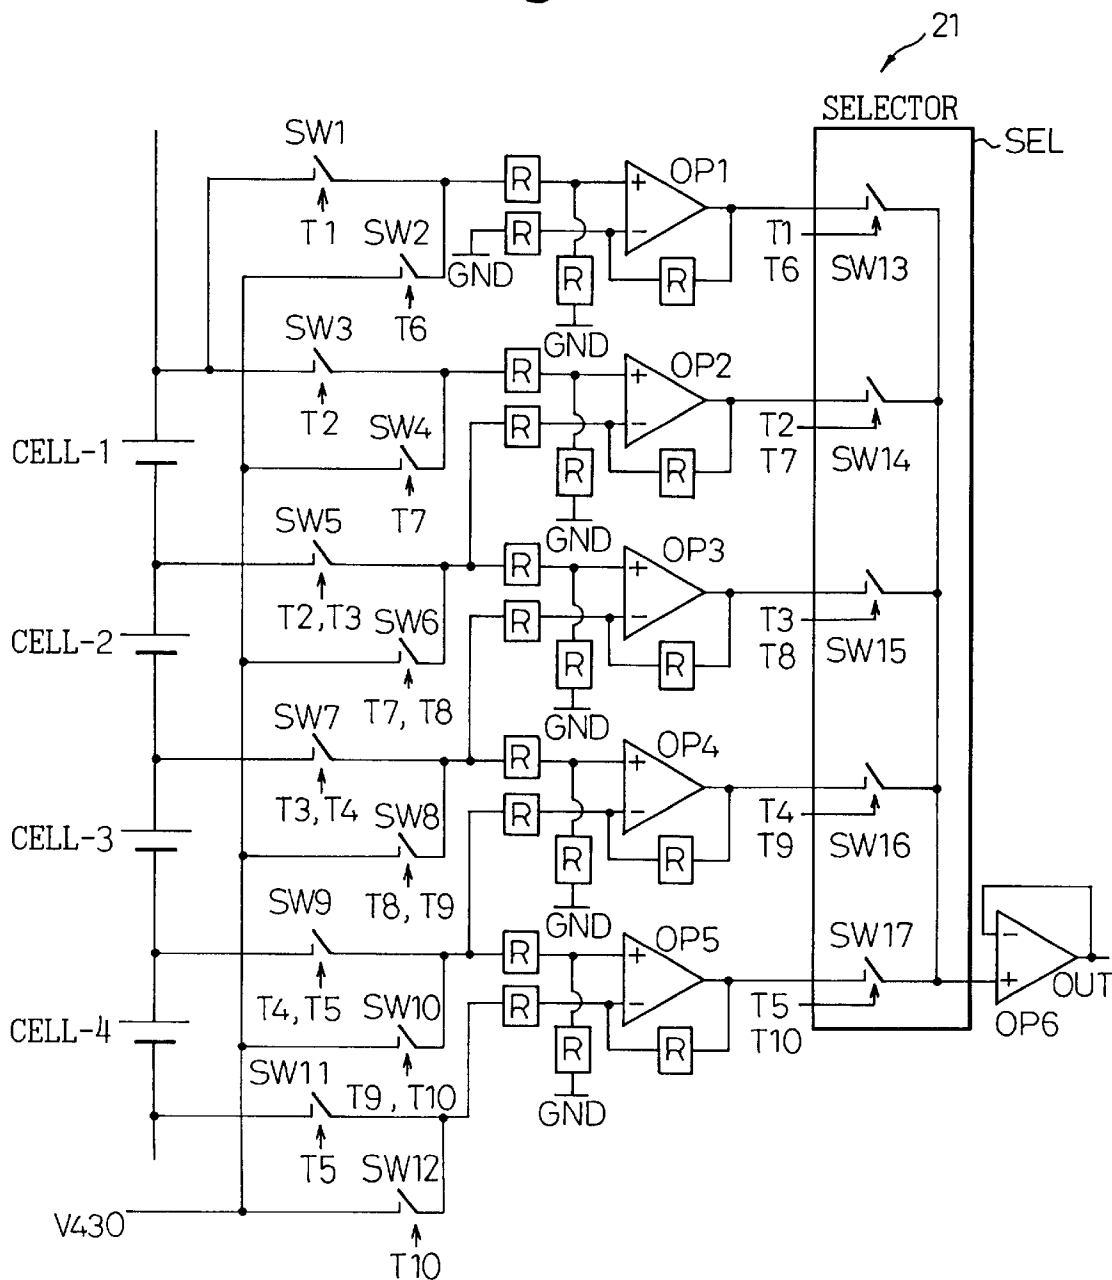 21
SELECTOR
SEL
SW1
T1
SW2
T6
GND
R
R
R
GND
OP1
R
T1
T6
SW13
SW3
T2
SW4
T7
R
R
R
GND
OP2
R
T2
T7
SW14
CELL-1
SW5
T2,T3
SW6
T7, T8
R
R
R
GND
OP3
R
T3
T8
SW15
CELL-2
SW7
T3,T4
SW8
T8, T9
R
R
R
GND
OP4
R
T4
T9
SW16
CELL-3
SW9
T4,T5
SW10
T9, T10
R
R
R
GND
OP5
R
T5
T10
SW17
CELL-4
OUT
OP6
SW11
T5
SW12
T10
V430
+
−
+
−
+
−
+
−
+
−
−
+